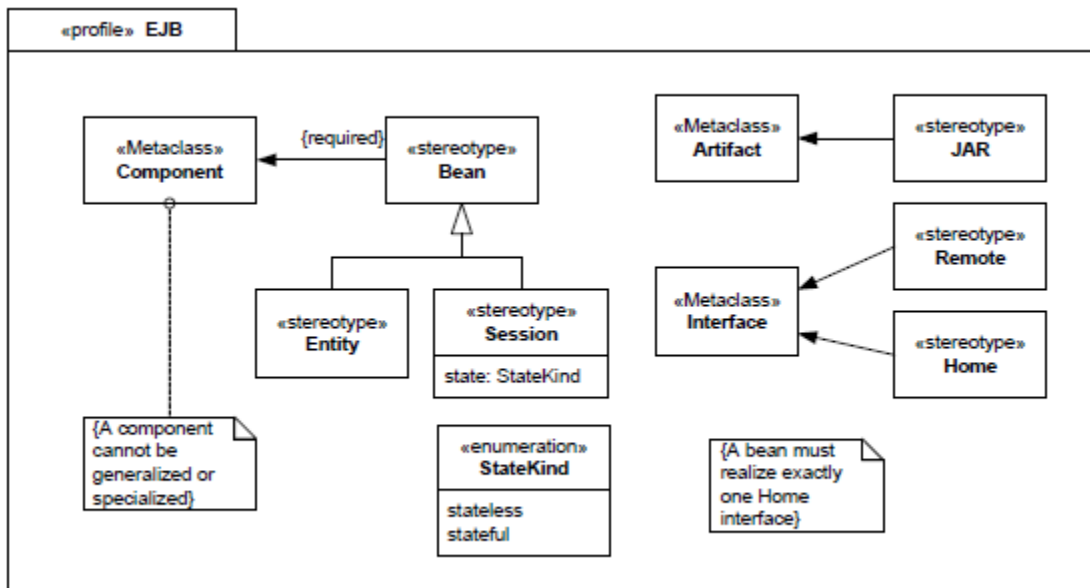 «profile» EJB
«Metaclass»
Component
{required}
«stereotype»
Bean
«Metaclass»
Artifact
«stereotype»
JAR
«stereotype»
Remote
«Metaclass»
Interface
«stereotype»
Home
«stereotype»
Entity
«stereotype»
Session
state: StateKind
{A component
cannot be
generalized or
specialized}
«enumeration»
StateKind
stateless
stateful
{A bean must
realize exactly
one Home
interface}